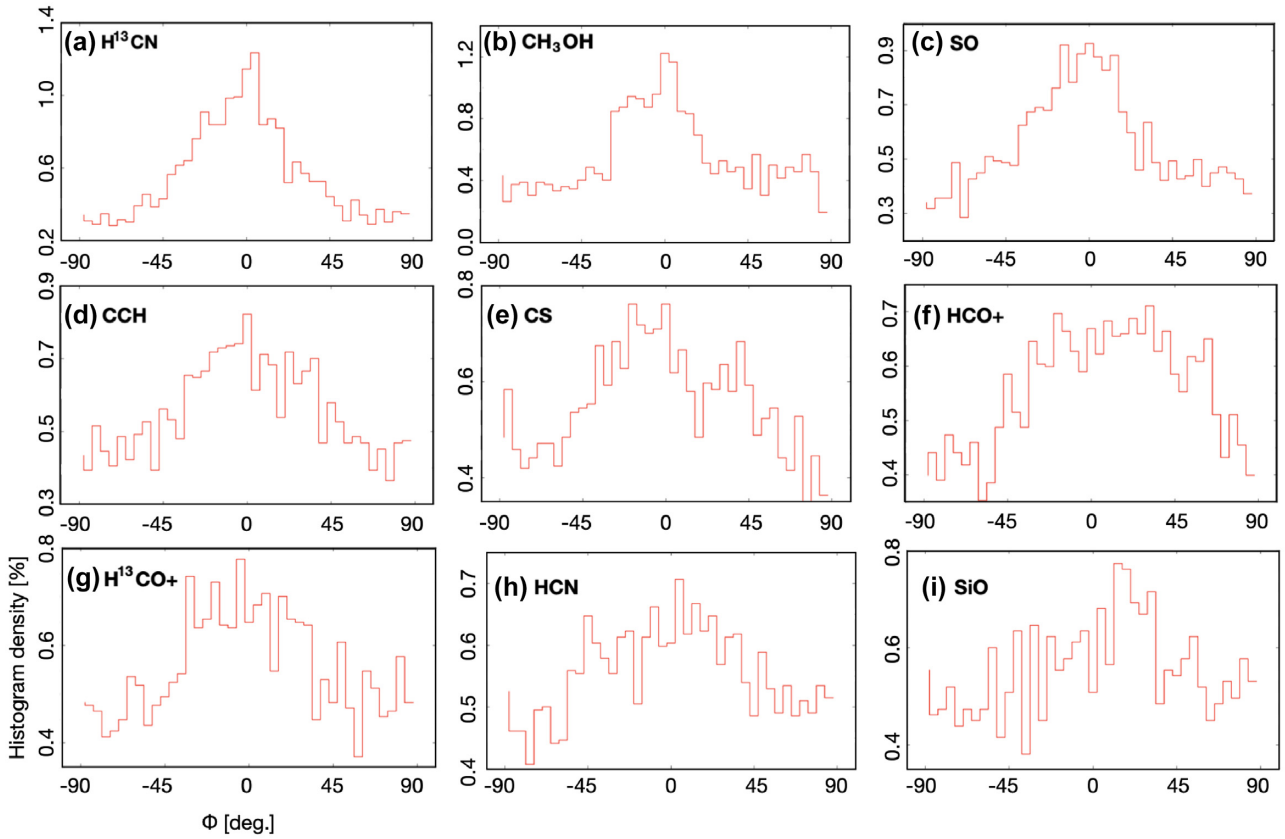 (a) H¹³CN
1.4
1.0
0.6
0.2
-90 -45 0 45 90
(b) CH₃OH
1.2
0.8
0.4
0.0
-90 -45 0 45 90
(c) SO
0.9
0.7
0.5
0.3
-90 -45 0 45 90
(d) CCH
0.9
0.7
0.5
0.3
-90 -45 0 45 90
(e) CS
0.8
0.6
0.4
-90 -45 0 45 90
(f) HCO+
0.7
0.6
0.5
0.4
-90 -45 0 45 90
(g) H¹³CO+
0.8
0.6
0.4
-90 -45 0 45 90
(h) HCN
0.7
0.6
0.5
0.4
-90 -45 0 45 90
(i) SiO
0.8
0.6
0.4
-90 -45 0 45 90
Histogram density [%]
Φ [deg.]